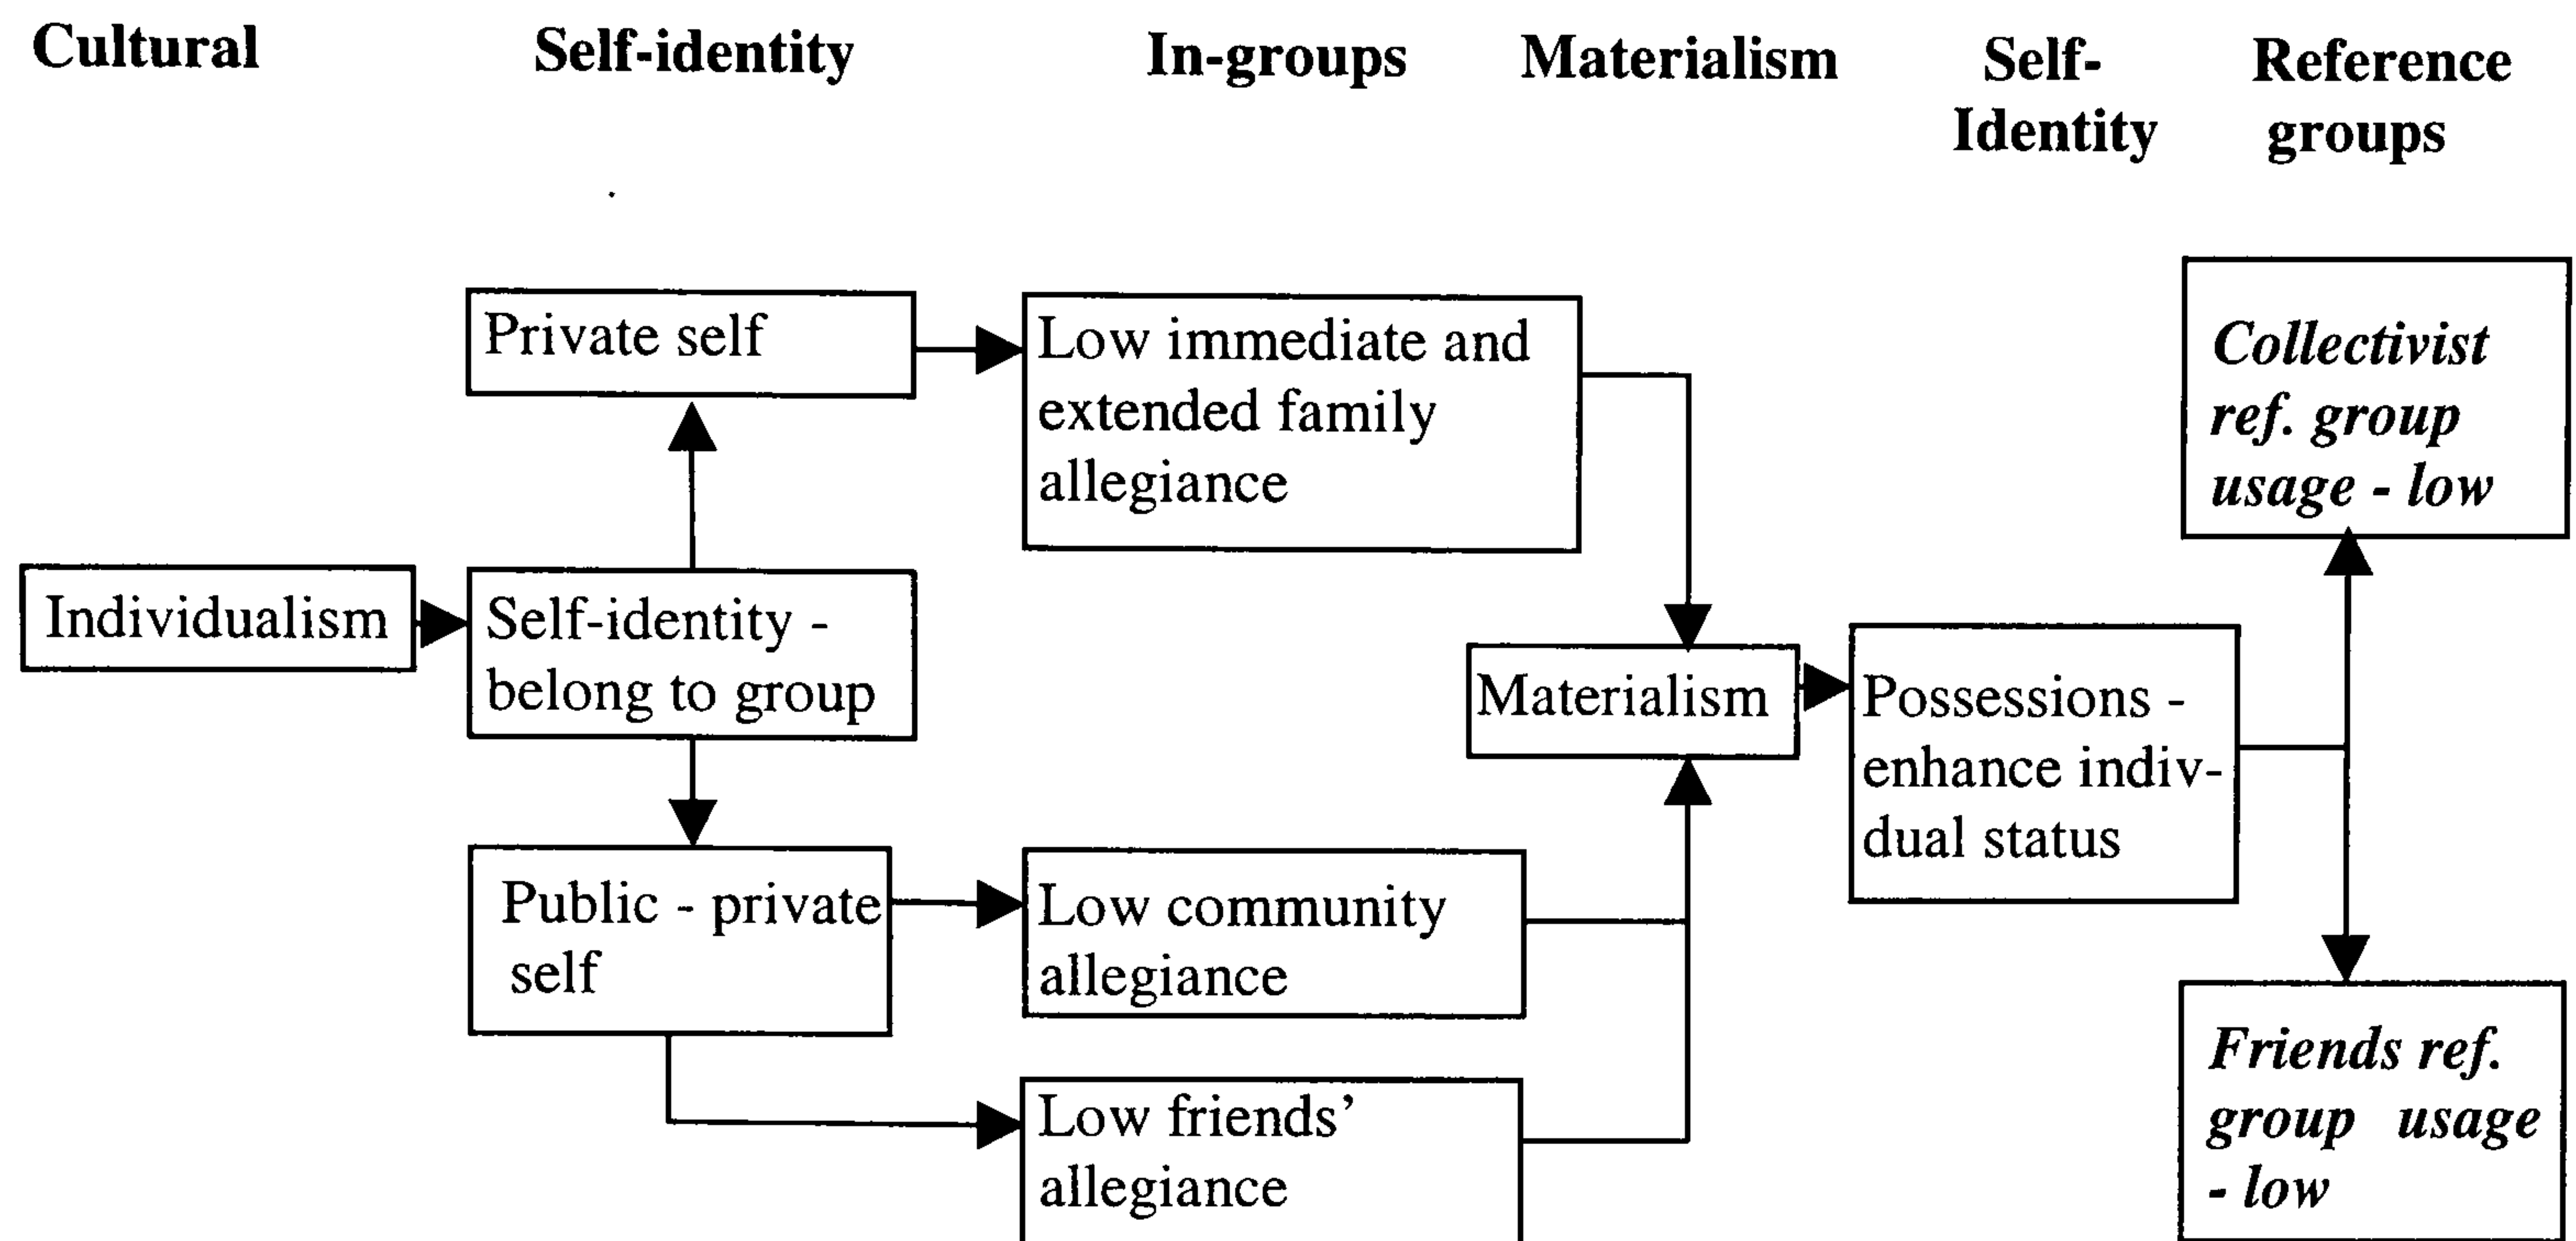 Cultural
Self-identity
In-groups
Materialism
Self-
Identity
Reference
groups
Private self
Low immediate and
extended family
allegiance
Collectivist
ref. group
usage - low
Individualism
Self-identity -
belong to group
Materialism
Possessions -
enhance indiv-
dual status
Public - private
self
Low community
allegiance
Low friends’
allegiance
Friends ref.
group usage
- low